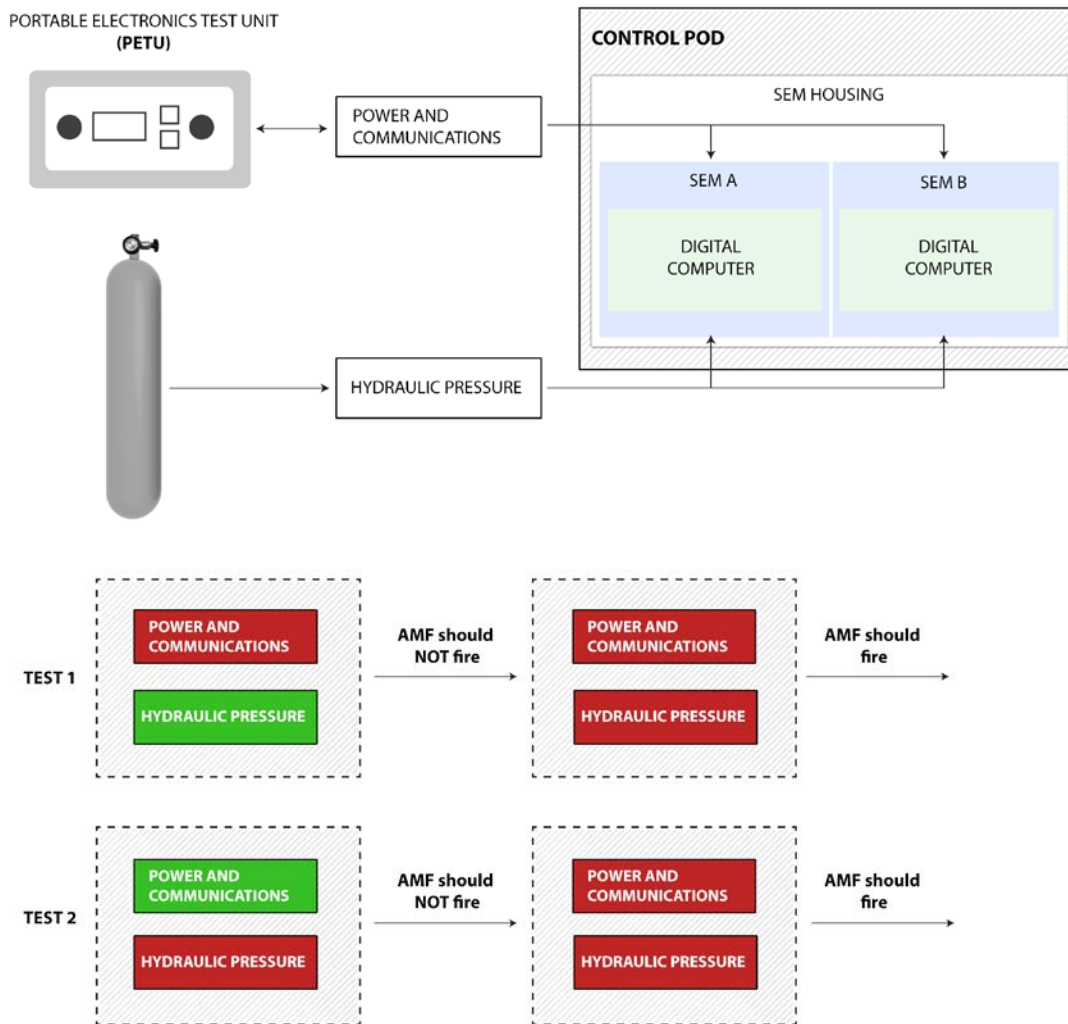 PORTABLE ELECTRONICS TEST UNIT
(PETU)
CONTROL POD
SEM HOUSING
POWER AND
COMMUNICATIONS
SEM A
SEM B
DIGITAL
COMPUTER
DIGITAL
COMPUTER
HYDRAULIC PRESSURE
TEST 1
POWER AND
COMMUNICATIONS
HYDRAULIC PRESSURE
AMF should
NOT fire
POWER AND
COMMUNICATIONS
HYDRAULIC PRESSURE
AMF should
fire
TEST 2
POWER AND
COMMUNICATIONS
HYDRAULIC PRESSURE
AMF should
NOT fire
POWER AND
COMMUNICATIONS
HYDRAULIC PRESSURE
AMF should
fire